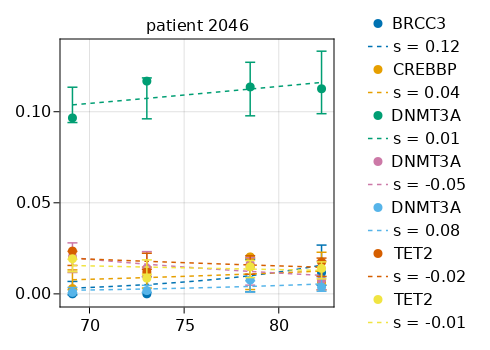 patient 2046
0.10
0.05
0.00
70
75
80
BRCC3
s = 0.12
CREBBP
s = 0.04
DNMT3A
s = 0.01
DNMT3A
s = -0.05
DNMT3A
s = 0.08
TET2
s = -0.02
TET2
s = -0.01